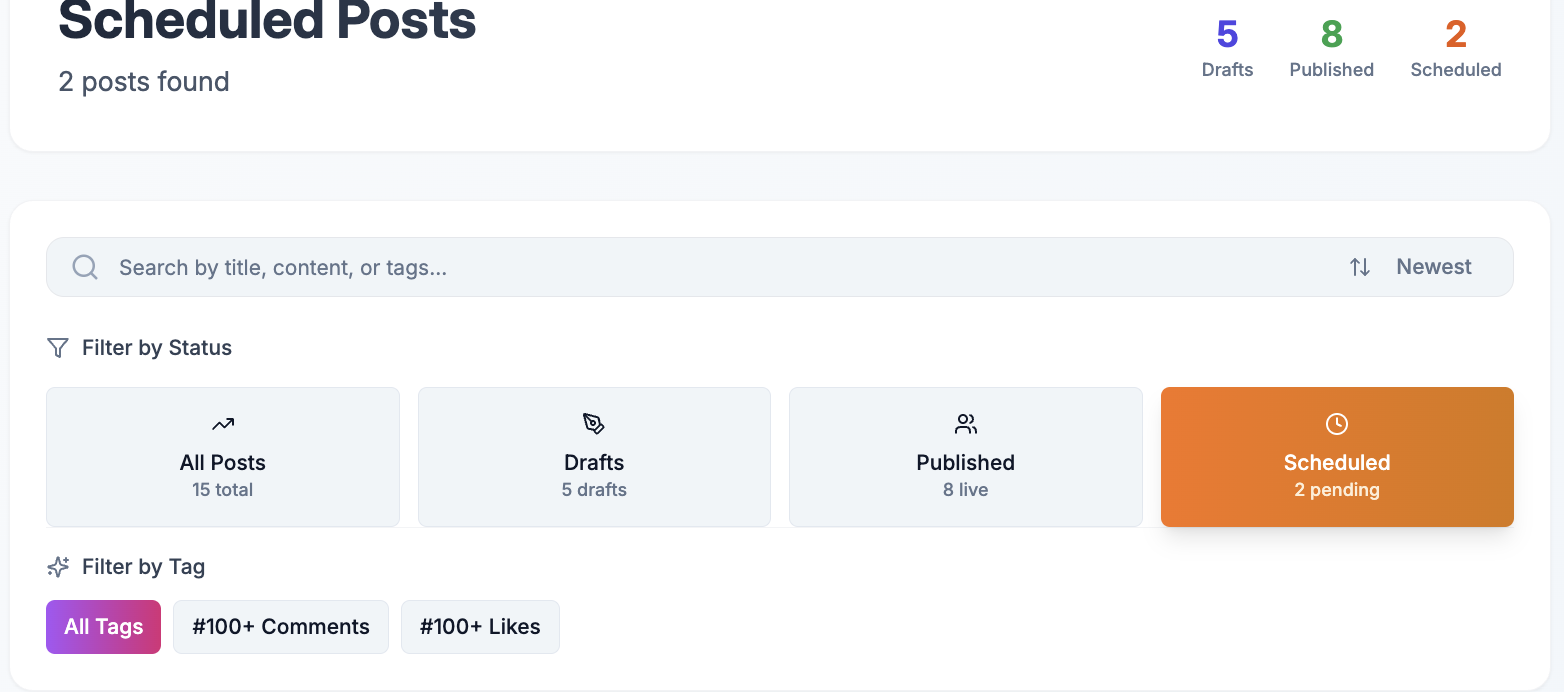 Scheduled Posts
2 posts found
5
Drafts
8
Published
2
Scheduled
Search by title, content, or tags...
Newest
Filter by Status
All Posts
15 total
Drafts
5 drafts
Published
8 live
Scheduled
2 pending
Filter by Tag
All Tags
#100+ Comments
#100+ Likes